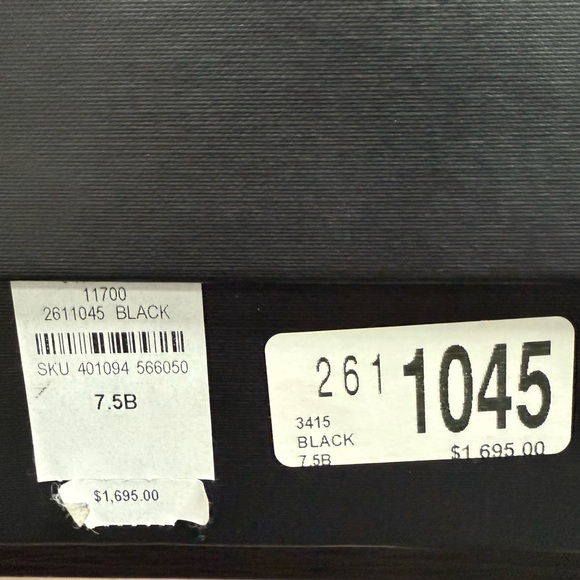 11700
2611045 BLACK
SKU 401094 566050
7.5B
$1,695.00
261 1045
3415
BLACK
7.5B
$1 695 00